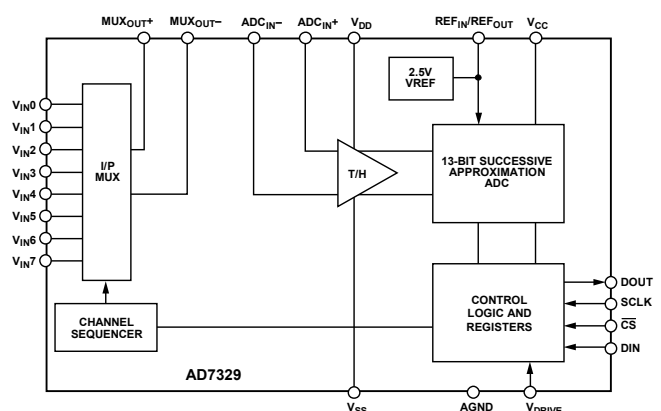 MUXOUT+ MUXOUT– ADCIN– ADCIN+ VDD REFIN/REFOUT VCC
2.5V
VREF
VIN0
VIN1
VIN2
VIN3
VIN4
VIN5
VIN6
VIN7
I/P
MUX
T/H
13-BIT SUCCESSIVE
APPROXIMATION
ADC
CHANNEL
SEQUENCER
CONTROL
LOGIC AND
REGISTERS
DOUT
SCLK
CS
DIN
AD7329
VSS AGND VDRIVE